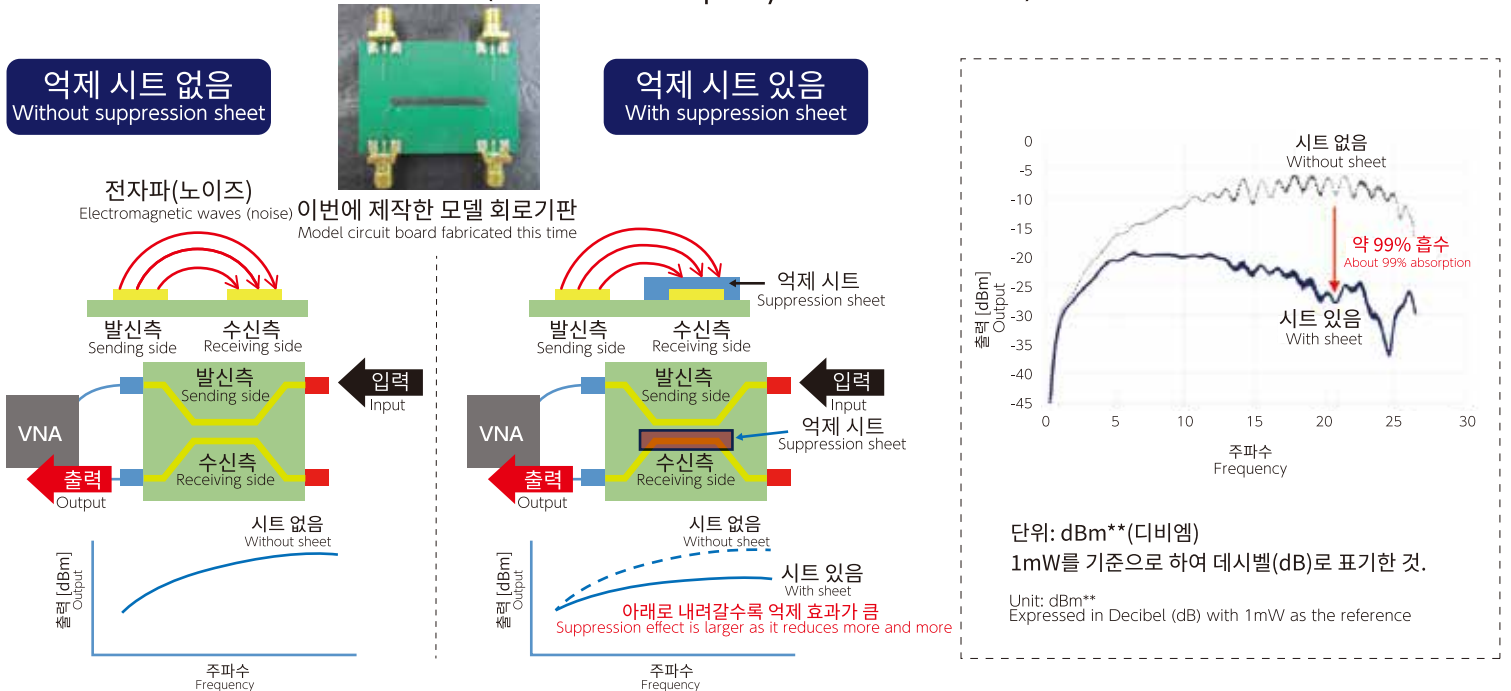 억제 시트 없음
Without suppression sheet
억제 시트 있음
With suppression sheet
전자파(노이즈)
Electromagnetic waves (noise)
이번에 제작한 모델 회로기판
Model circuit board fabricated this time
억제 시트
Suppression sheet
발신측
Sending side
수신측
Receiving side
발신측
Sending side
수신측
Receiving side
발신측
Sending side
입력
Input
VNA
수신측
Receiving side
출력
Output
발신측
Sending side
입력
Input
억제 시트
Suppression sheet
VNA
수신측
Receiving side
출력
Output
시트 없음
Without sheet
출력 [dBm]
Output
주파수
Frequency
시트 없음
Without sheet
시트 있음
With sheet
아래로 내려갈수록 억제 효과가 큼
Suppression effect is larger as it reduces more and more
출력 [dBm]
Output
주파수
Frequency
시트 없음
Without sheet
약 99% 흡수
About 99% absorption
시트 있음
With sheet
출력 [dBm]
Output
0
-5
-10
-15
-20
-25
-30
-35
-40
-45
0 5 10 15 20 25 30
주파수
Frequency
단위: dBm**(디비엠)
1mW를 기준으로 하여 데시벨(dB)로 표기한 것.
Unit: dBm**
Expressed in Decibel (dB) with 1mW as the reference